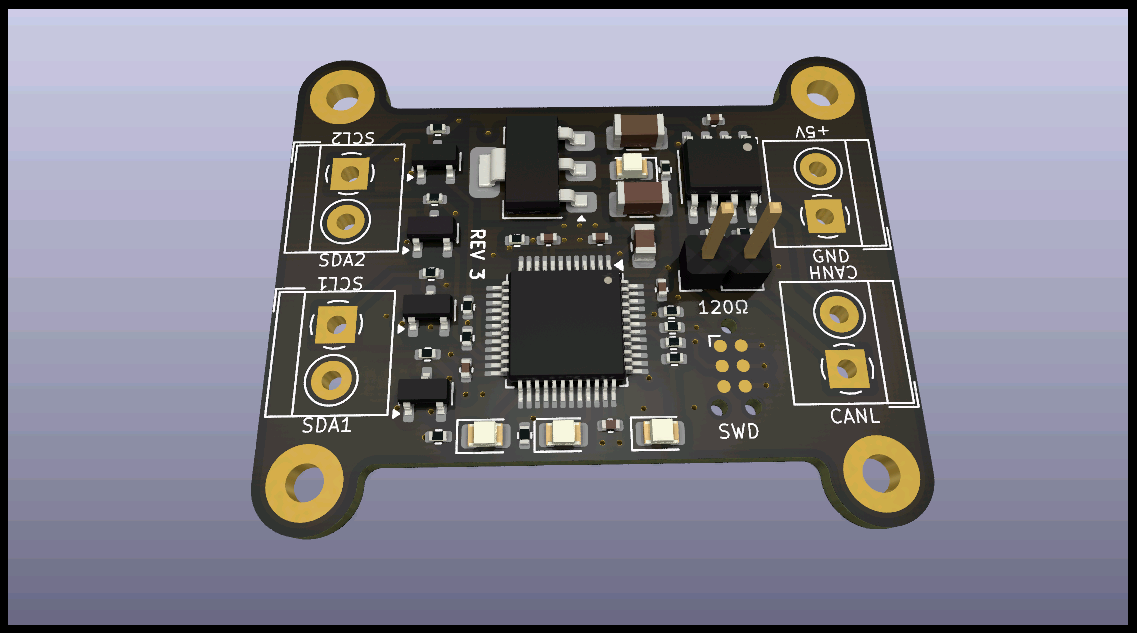 SCL2
+5V
SDA2
REV 3
GND
CANH
SCL1
120Ω
SDA1
CANL
SWD